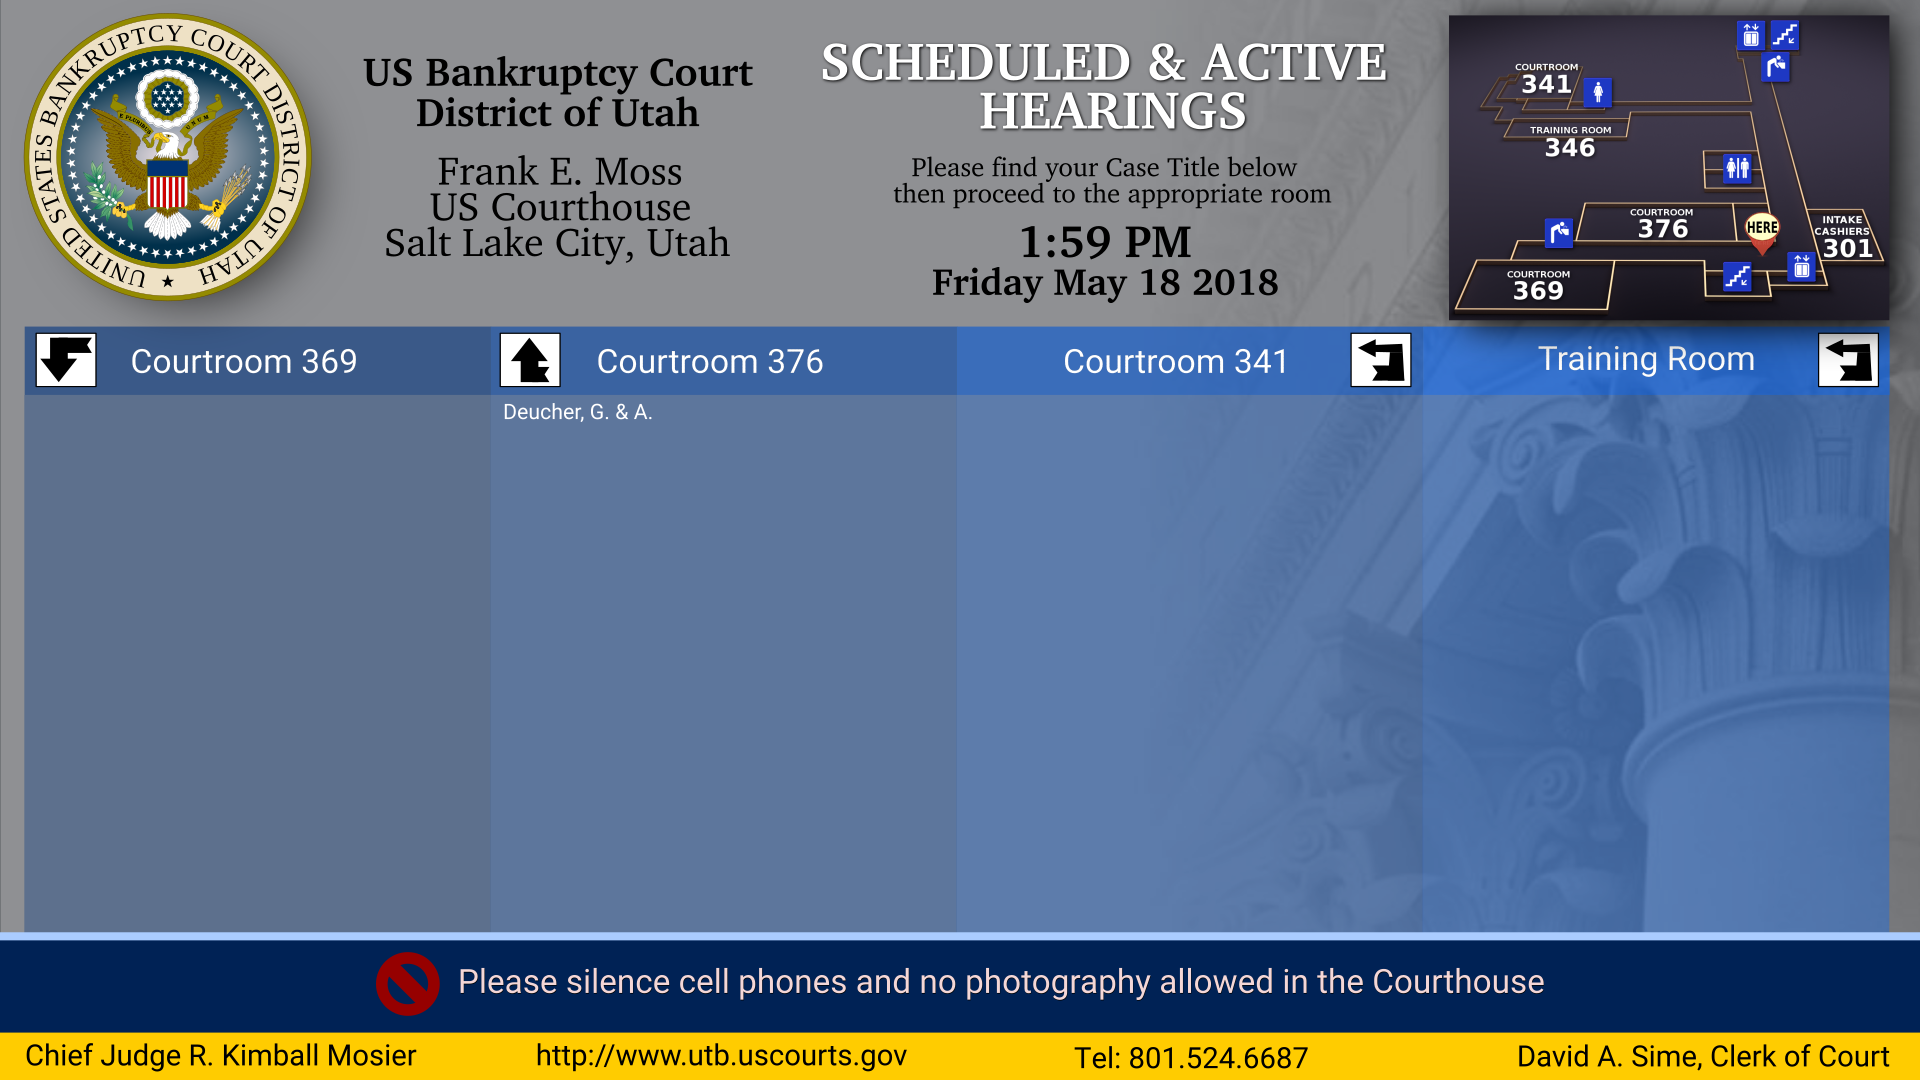 UNITED STATES BANKRUPTCY COURT DISTRICT OF UTAH
E PLURIBUS UNUM
US Bankruptcy Court
District of Utah
Frank E. Moss
US Courthouse
Salt Lake City, Utah
SCHEDULED & ACTIVE
HEARINGS
Please find your Case Title below
then proceed to the appropriate room
1:59 PM
Friday May 18 2018
COURTROOM
341
TRAINING ROOM
346
COURTROOM
376
HERE
INTAKE
CASHIERS
301
COURTROOM
369
Courtroom 369
Courtroom 376
Courtroom 341
Training Room
Deucher, G. & A.
Please silence cell phones and no photography allowed in the Courthouse
Chief Judge R. Kimball Mosier
http://www.utb.uscourts.gov
Tel: 801.524.6687
David A. Sime, Clerk of Court